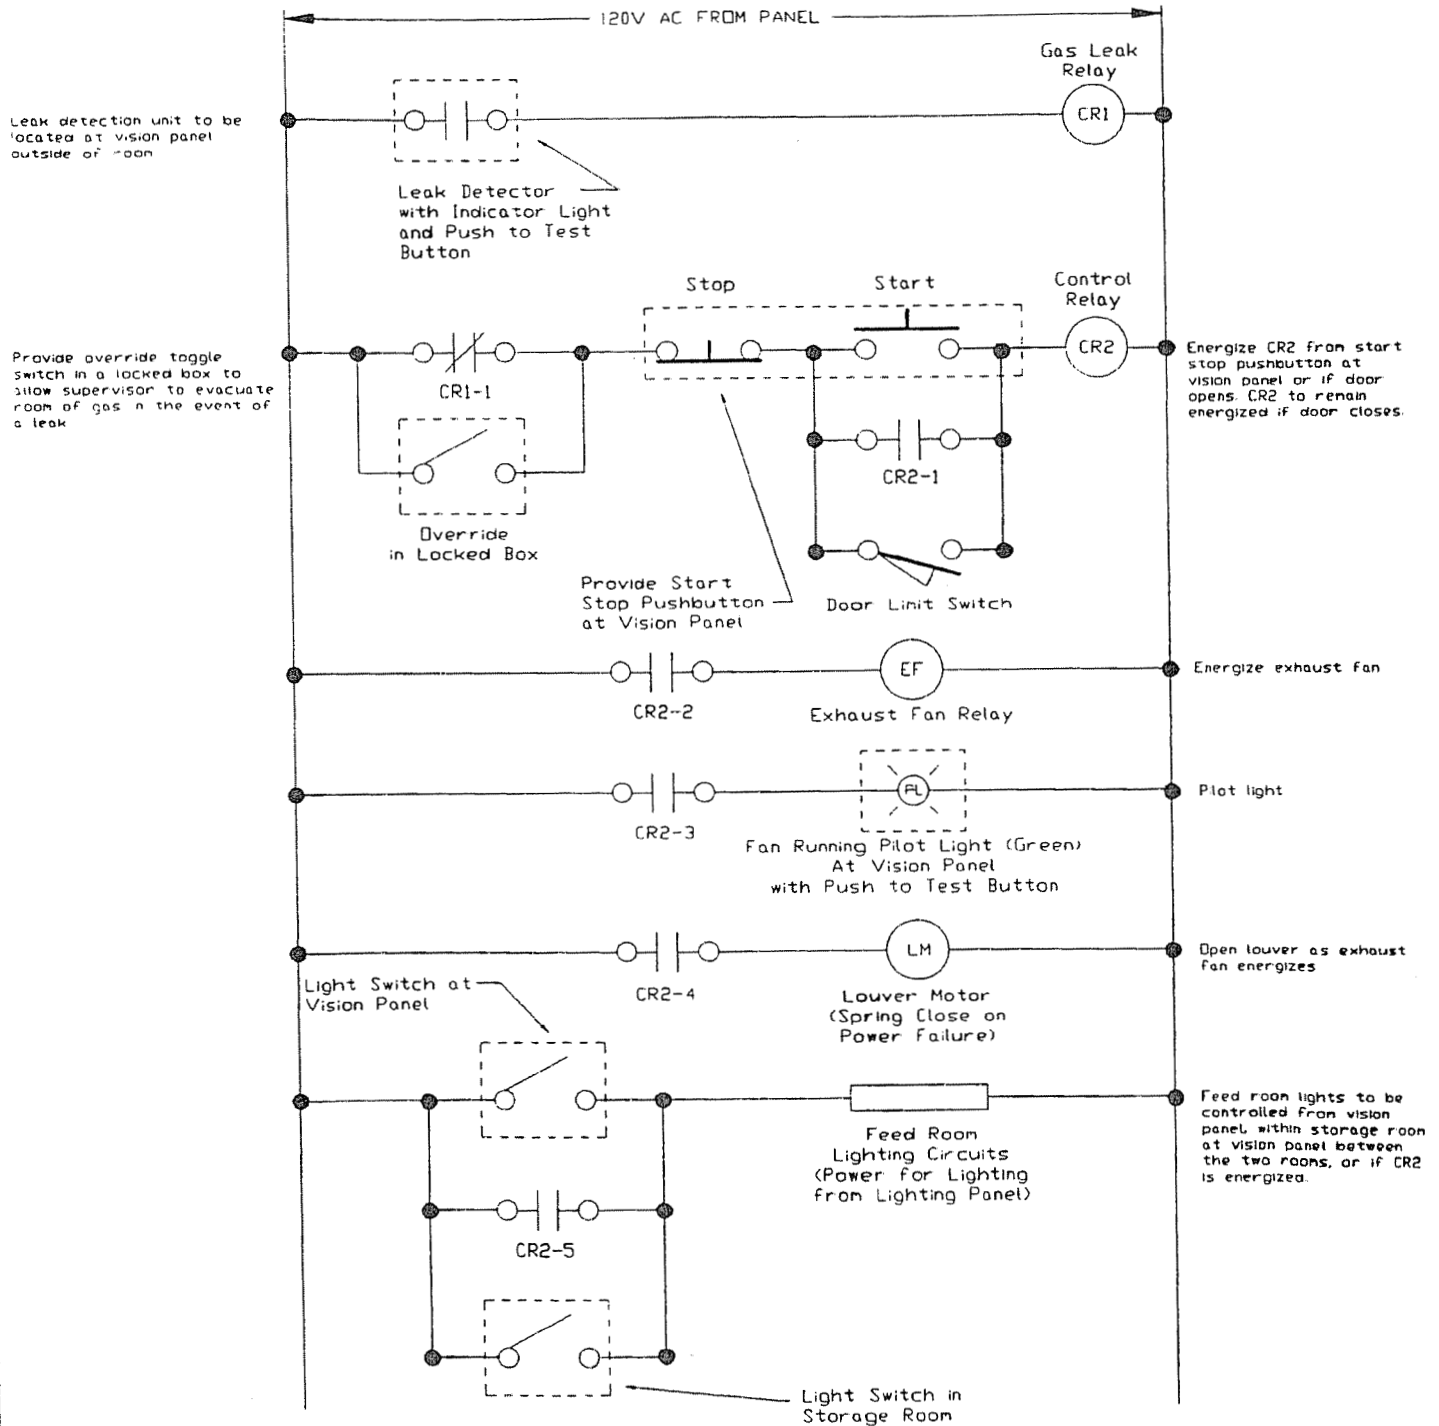 120V AC FROM PANEL
Gas Leak
Relay
CR1
Leak detection unit to be
located at vision panel
outside of room
Leak Detector
with Indicator Light
and Push to Test
Button
Stop
Start
Control
Relay
CR2
Provide override toggle
switch in a locked box to
allow supervisor to evacuate
room of gas in the event of
a leak
CR1-1
Energize CR2 from start
stop pushbutton at
vision panel or if door
opens. CR2 to remain
energized if door closes.
CR2-1
Override
in Locked Box
Provide Start
Stop Pushbutton
at Vision Panel
Door Limit Switch
EF
Energize exhaust fan
CR2-2
Exhaust Fan Relay
Pilot light
CR2-3
Fan Running Pilot Light (Green)
At Vision Panel
with Push to Test Button
LM
Open louver as exhaust
fan energizes
Light Switch at
Vision Panel
CR2-4
Louver Motor
(Spring Close on
Power Failure)
Feed room lights to be
controlled from vision
panel, within storage room
at vision panel between
the two rooms, or if CR2
is energized.
Feed Room
Lighting Circuits
(Power for Lighting
from Lighting Panel)
CR2-5
Light Switch in
Storage Room